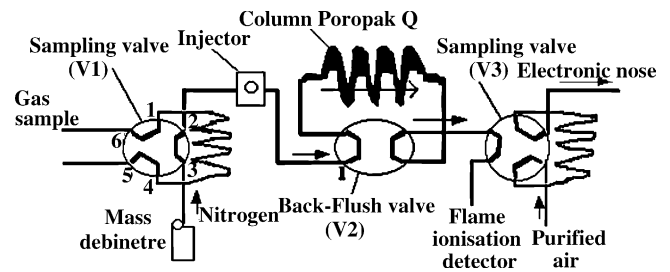 Column Poropak Q
Sampling valve
(V1)
Injector
Sampling valve
(V3)
Electronic nose
Gas
sample
1
2
6
5
3
4
1
Mass
debinetre
Nitrogen
Back-Flush valve
(V2)
Flame
ionisation
detector
Purified
air